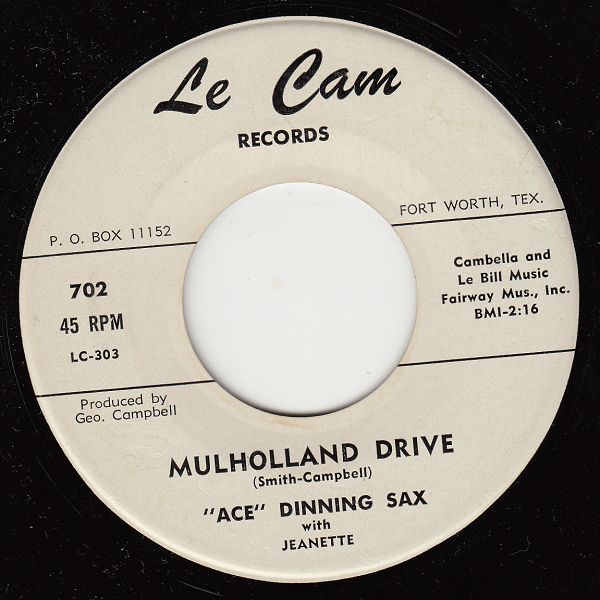 Le Cam
RECORDS
FORT WORTH, TEX.
P. O. BOX 11152
702
45 RPM
LC-303
Cambella and
Le Bill Music
Fairway Mus., Inc.
BMI-2:16
Produced by
Geo. Campbell
MULHOLLAND DRIVE
(Smith-Campbell)
"ACE" DINNING SAX
with
JEANETTE